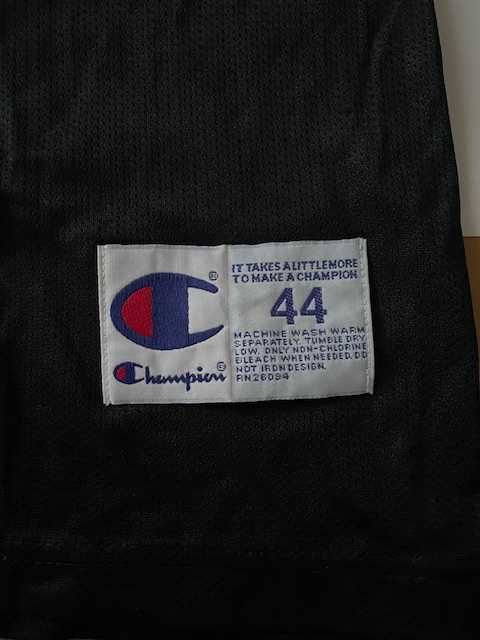 IT TAKES A LITTLE MORE
TO MAKE A CHAMPION
44
MACHINE WASH WARM
SEPARATELY. TUMBLE DRY
LOW. ONLY NON-CHLORINE
BLEACH WHEN NEEDED. DO
NOT IRON DESIGN.
RN26094
®
Champion®